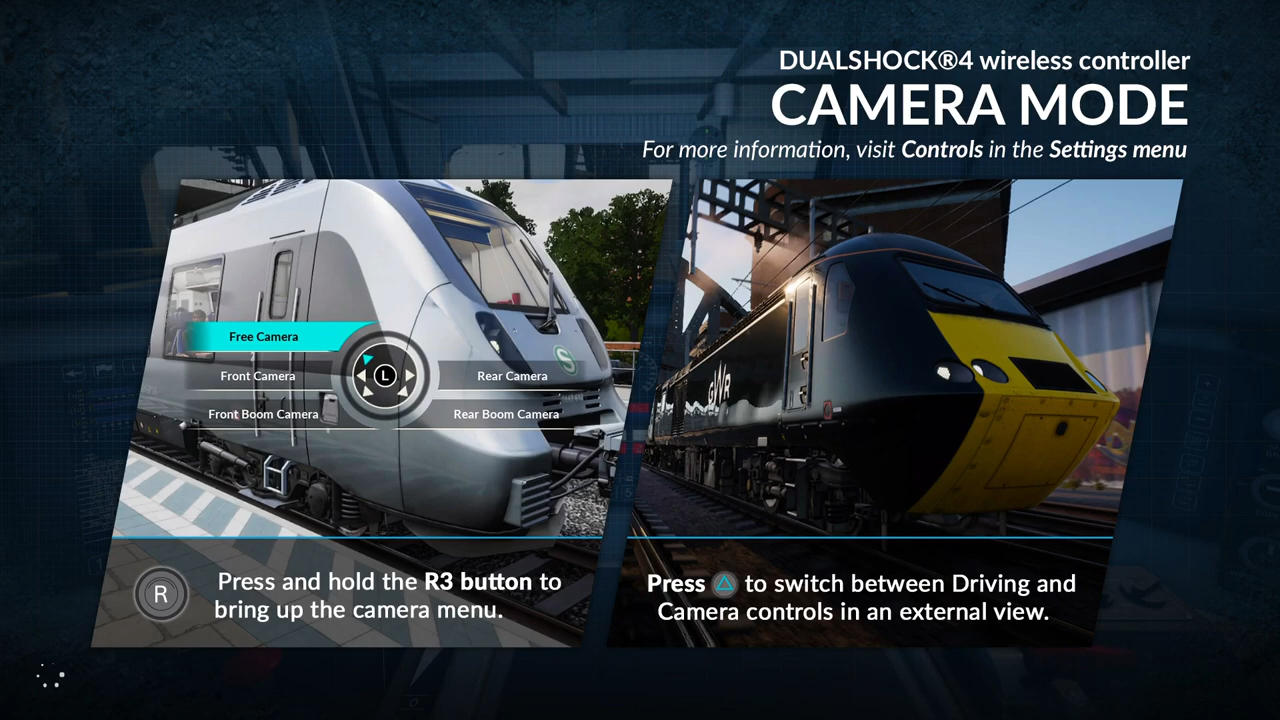 DUALSHOCK®4 wireless controller
CAMERA MODE
For more information, visit Controls in the Settings menu
Free Camera
Front Camera
Rear Camera
L
Front Boom Camera
Rear Boom Camera
S
GWR
R
Press and hold the R3 button to
bring up the camera menu.
Press to switch between Driving and
Camera controls in an external view.